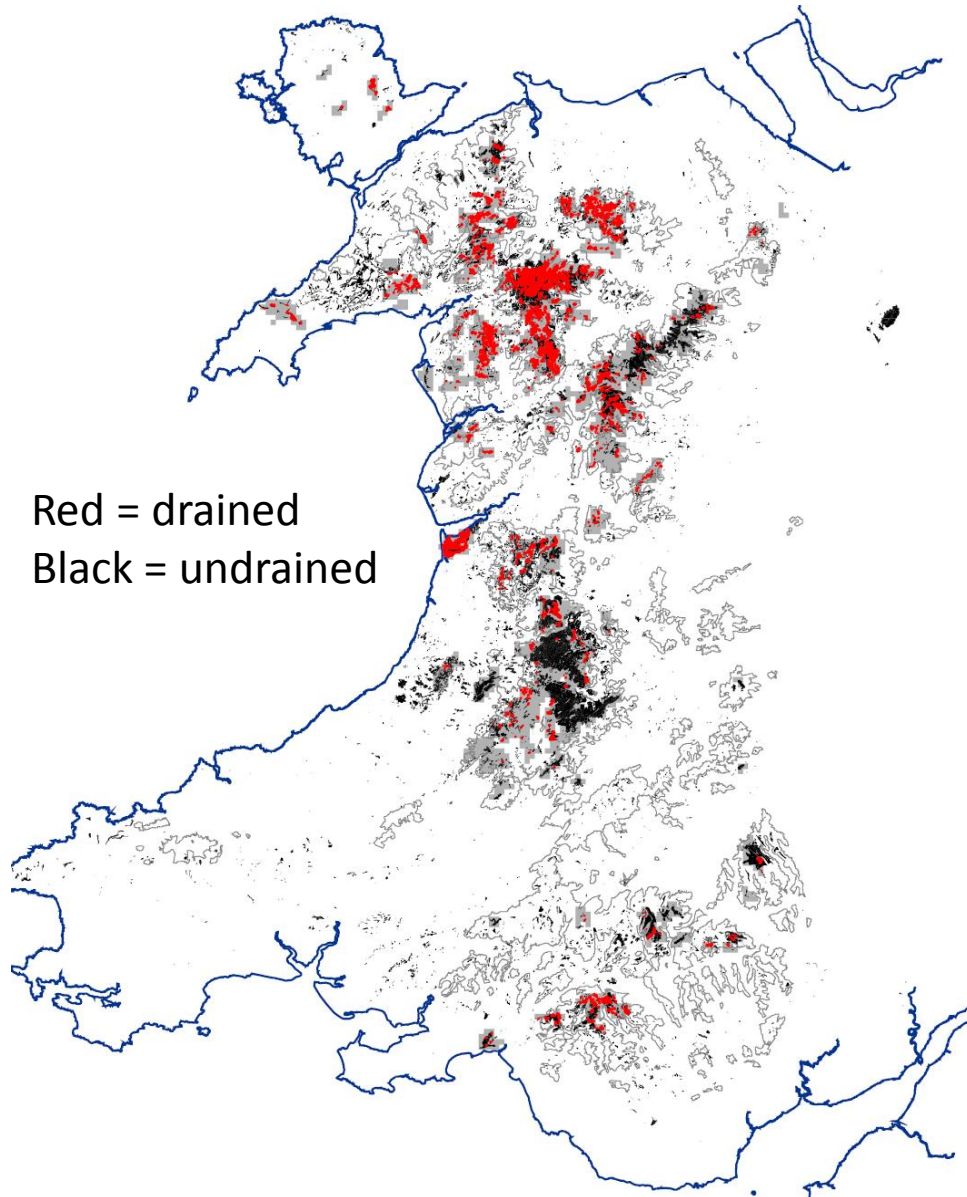 Red = drained
Black = undrained